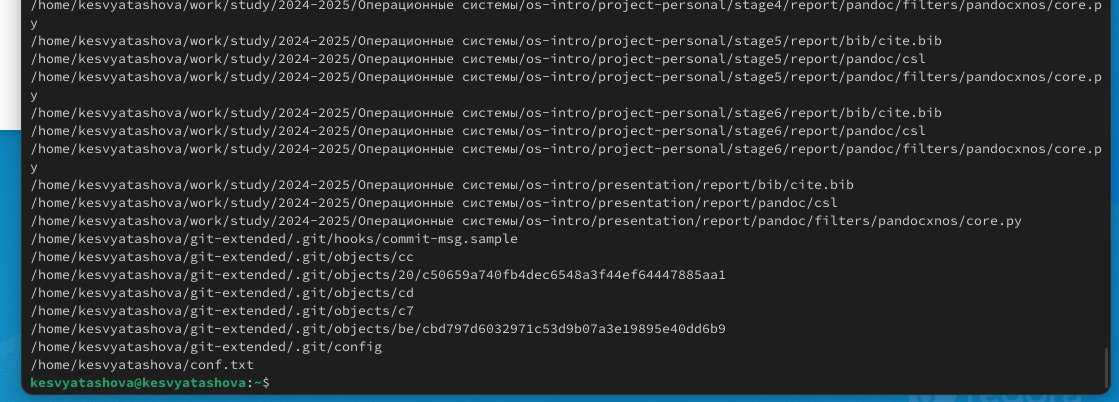 /home/kesvyatashova/work/study/2024-2025/Операционные системы/os-intro/project-personal/stage4/report/pandoc/filters/pandocxnos/core.p
y
/home/kesvyatashova/work/study/2024-2025/Операционные системы/os-intro/project-personal/stage5/report/bib/cite.bib
/home/kesvyatashova/work/study/2024-2025/Операционные системы/os-intro/project-personal/stage5/report/pandoc/csl
/home/kesvyatashova/work/study/2024-2025/Операционные системы/os-intro/project-personal/stage5/report/pandoc/filters/pandocxnos/core.p
y
/home/kesvyatashova/work/study/2024-2025/Операционные системы/os-intro/project-personal/stage6/report/bib/cite.bib
/home/kesvyatashova/work/study/2024-2025/Операционные системы/os-intro/project-personal/stage6/report/pandoc/csl
/home/kesvyatashova/work/study/2024-2025/Операционные системы/os-intro/project-personal/stage6/report/pandoc/filters/pandocxnos/core.p
y
/home/kesvyatashova/work/study/2024-2025/Операционные системы/os-intro/presentation/report/bib/cite.bib
/home/kesvyatashova/work/study/2024-2025/Операционные системы/os-intro/presentation/report/pandoc/csl
/home/kesvyatashova/work/study/2024-2025/Операционные системы/os-intro/presentation/report/pandoc/filters/pandocxnos/core.py
/home/kesvyatashova/git-extended/.git/hooks/commit-msg.sample
/home/kesvyatashova/git-extended/.git/objects/cc
/home/kesvyatashova/git-extended/.git/objects/20/c50659a740fb4dec6548a3f44ef64447885aa1
/home/kesvyatashova/git-extended/.git/objects/cd
/home/kesvyatashova/git-extended/.git/objects/c7
/home/kesvyatashova/git-extended/.git/objects/be/cbd797d6032971c53d9b07a3e19895e40dd6b9
/home/kesvyatashova/git-extended/.git/config
/home/kesvyatashova/conf.txt
kesvyatashova@kesvyatashova:~$